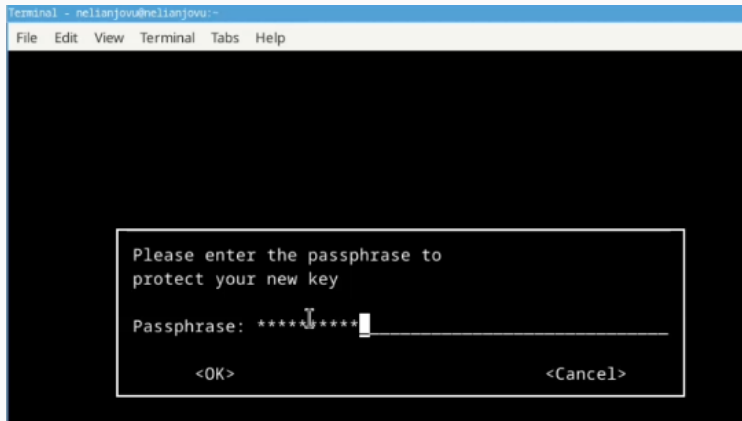 Terminal - nelianjovu@nelianjovu:~
File Edit View Terminal Tabs Help
Please enter the passphrase to
protect your new key
Passphrase: **********______________________________
<OK> <Cancel>